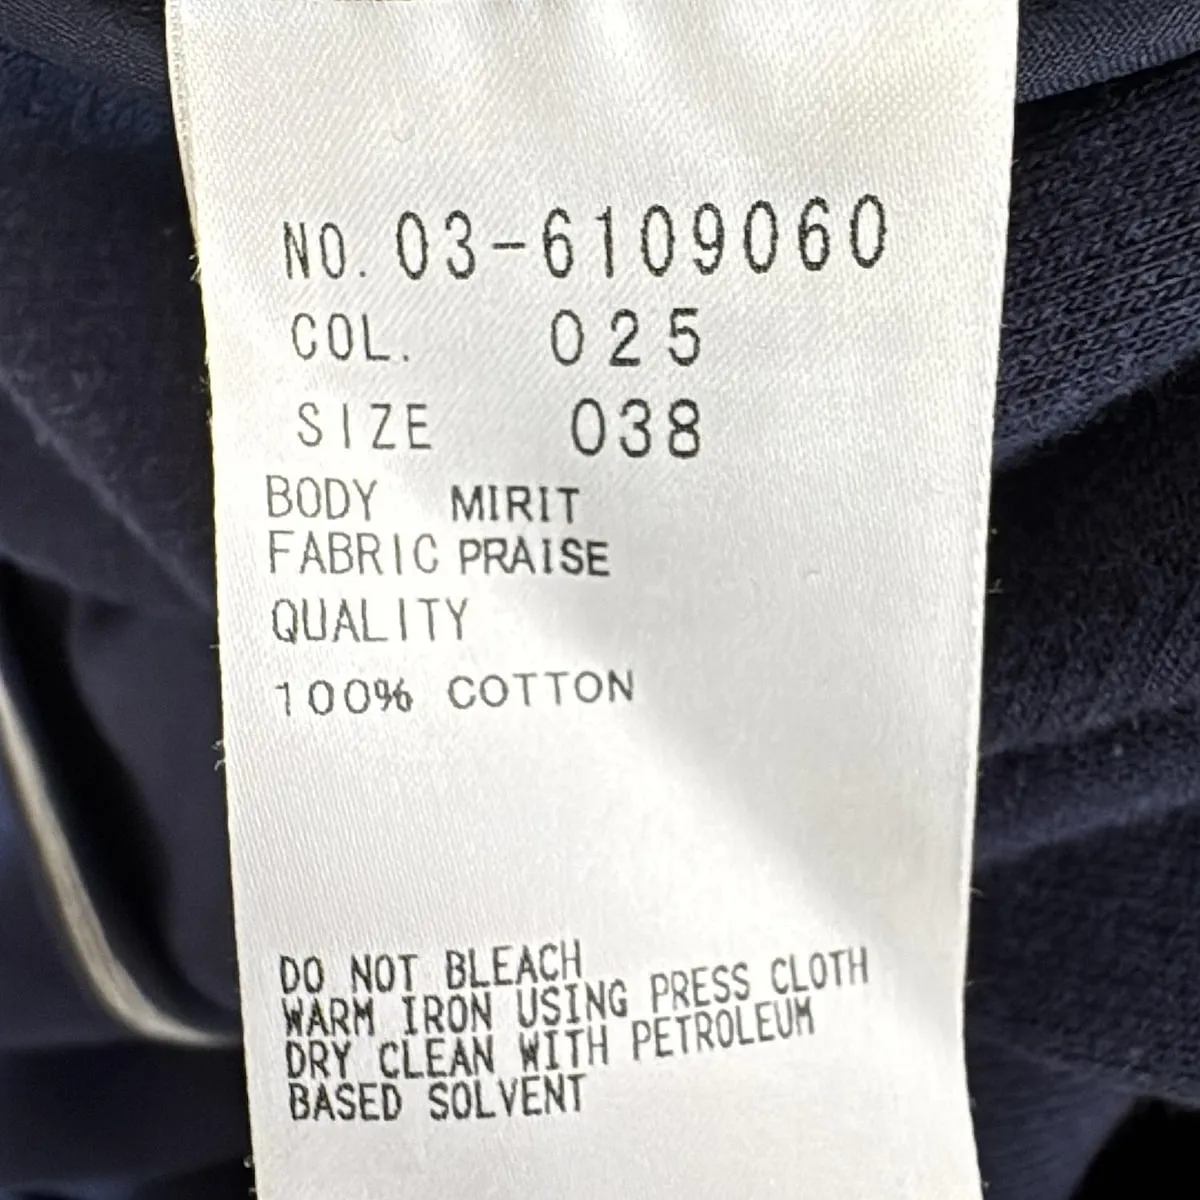 NO. 03-6109060
COL. 025
SIZE 038
BODY MIRIT
FABRIC PRAISE
QUALITY
100% COTTON
DO NOT BLEACH
WARM IRON USING PRESS CLOTH
DRY CLEAN WITH PETROLEUM
BASED SOLVENT